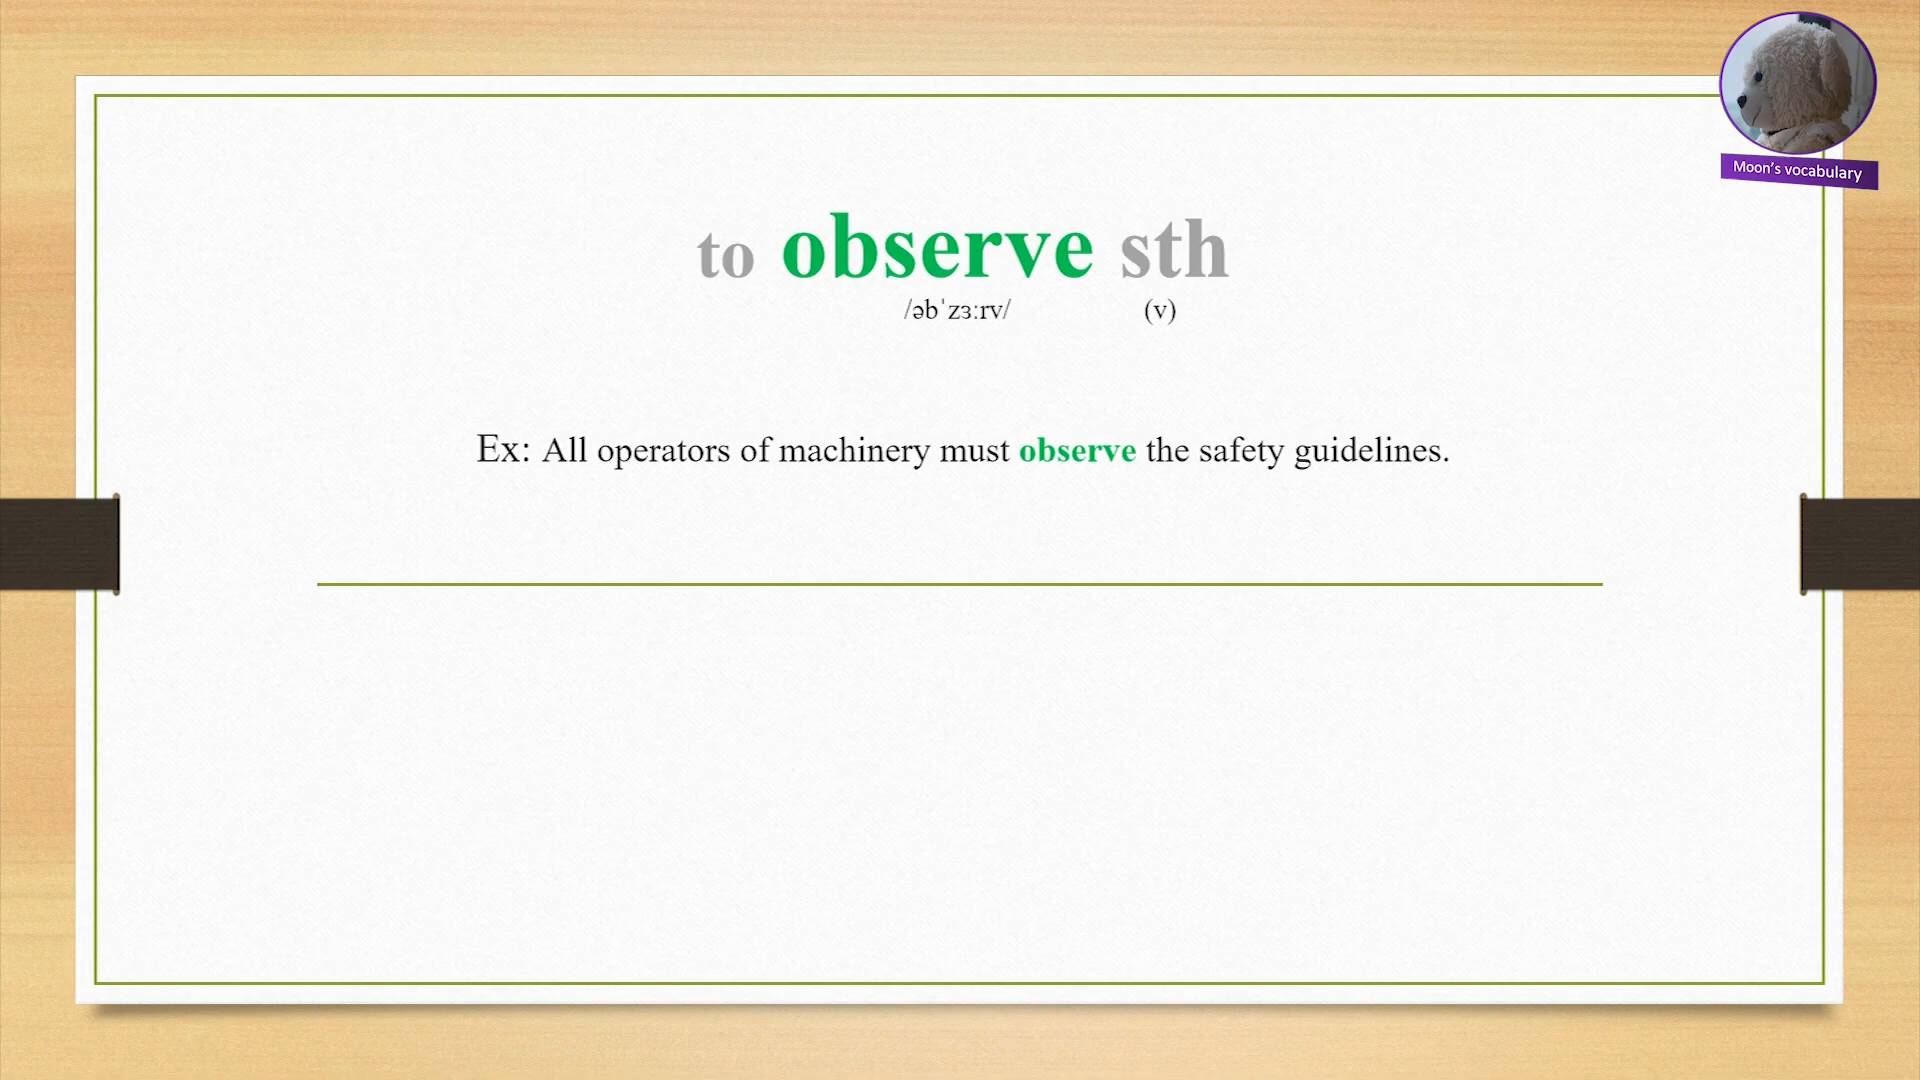 Moon's vocabulary
to observe sth
/əbˈzɜːrv/ (v)
Ex: All operators of machinery must observe the safety guidelines.